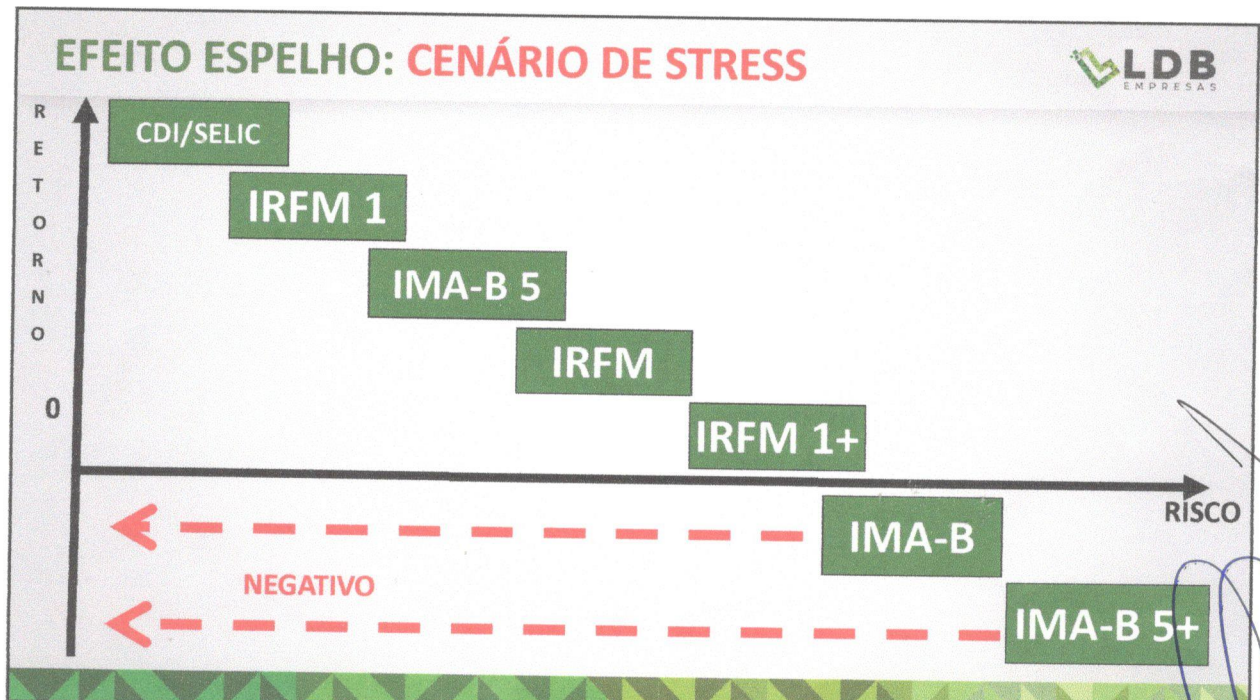 EFEITO ESPELHO: CENÁRIO DE STRESS
LDB
EMPRESAS
RETORNO
CDI/SELIC
IRFM 1
IMA-B 5
IRFM
0
IRFM 1+
RISCO
IMA-B
NEGATIVO
IMA-B 5+